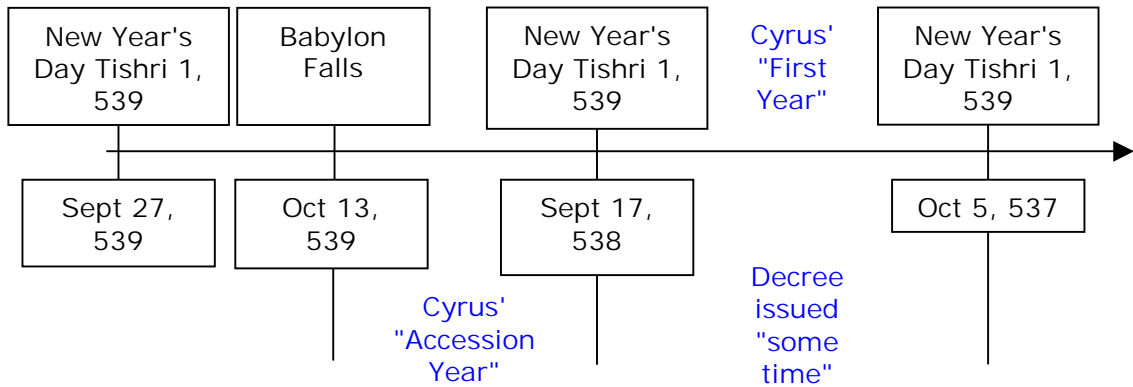 New Year's
Day Tishri 1,
539
Babylon
Falls
New Year's
Day Tishri 1,
539
Cyrus'
"First
Year"
New Year's
Day Tishri 1,
539
Sept 27,
539
Oct 13,
539
Sept 17,
538
Oct 5, 537
Cyrus'
"Accession
Year"
Decree
issued
"some
time"